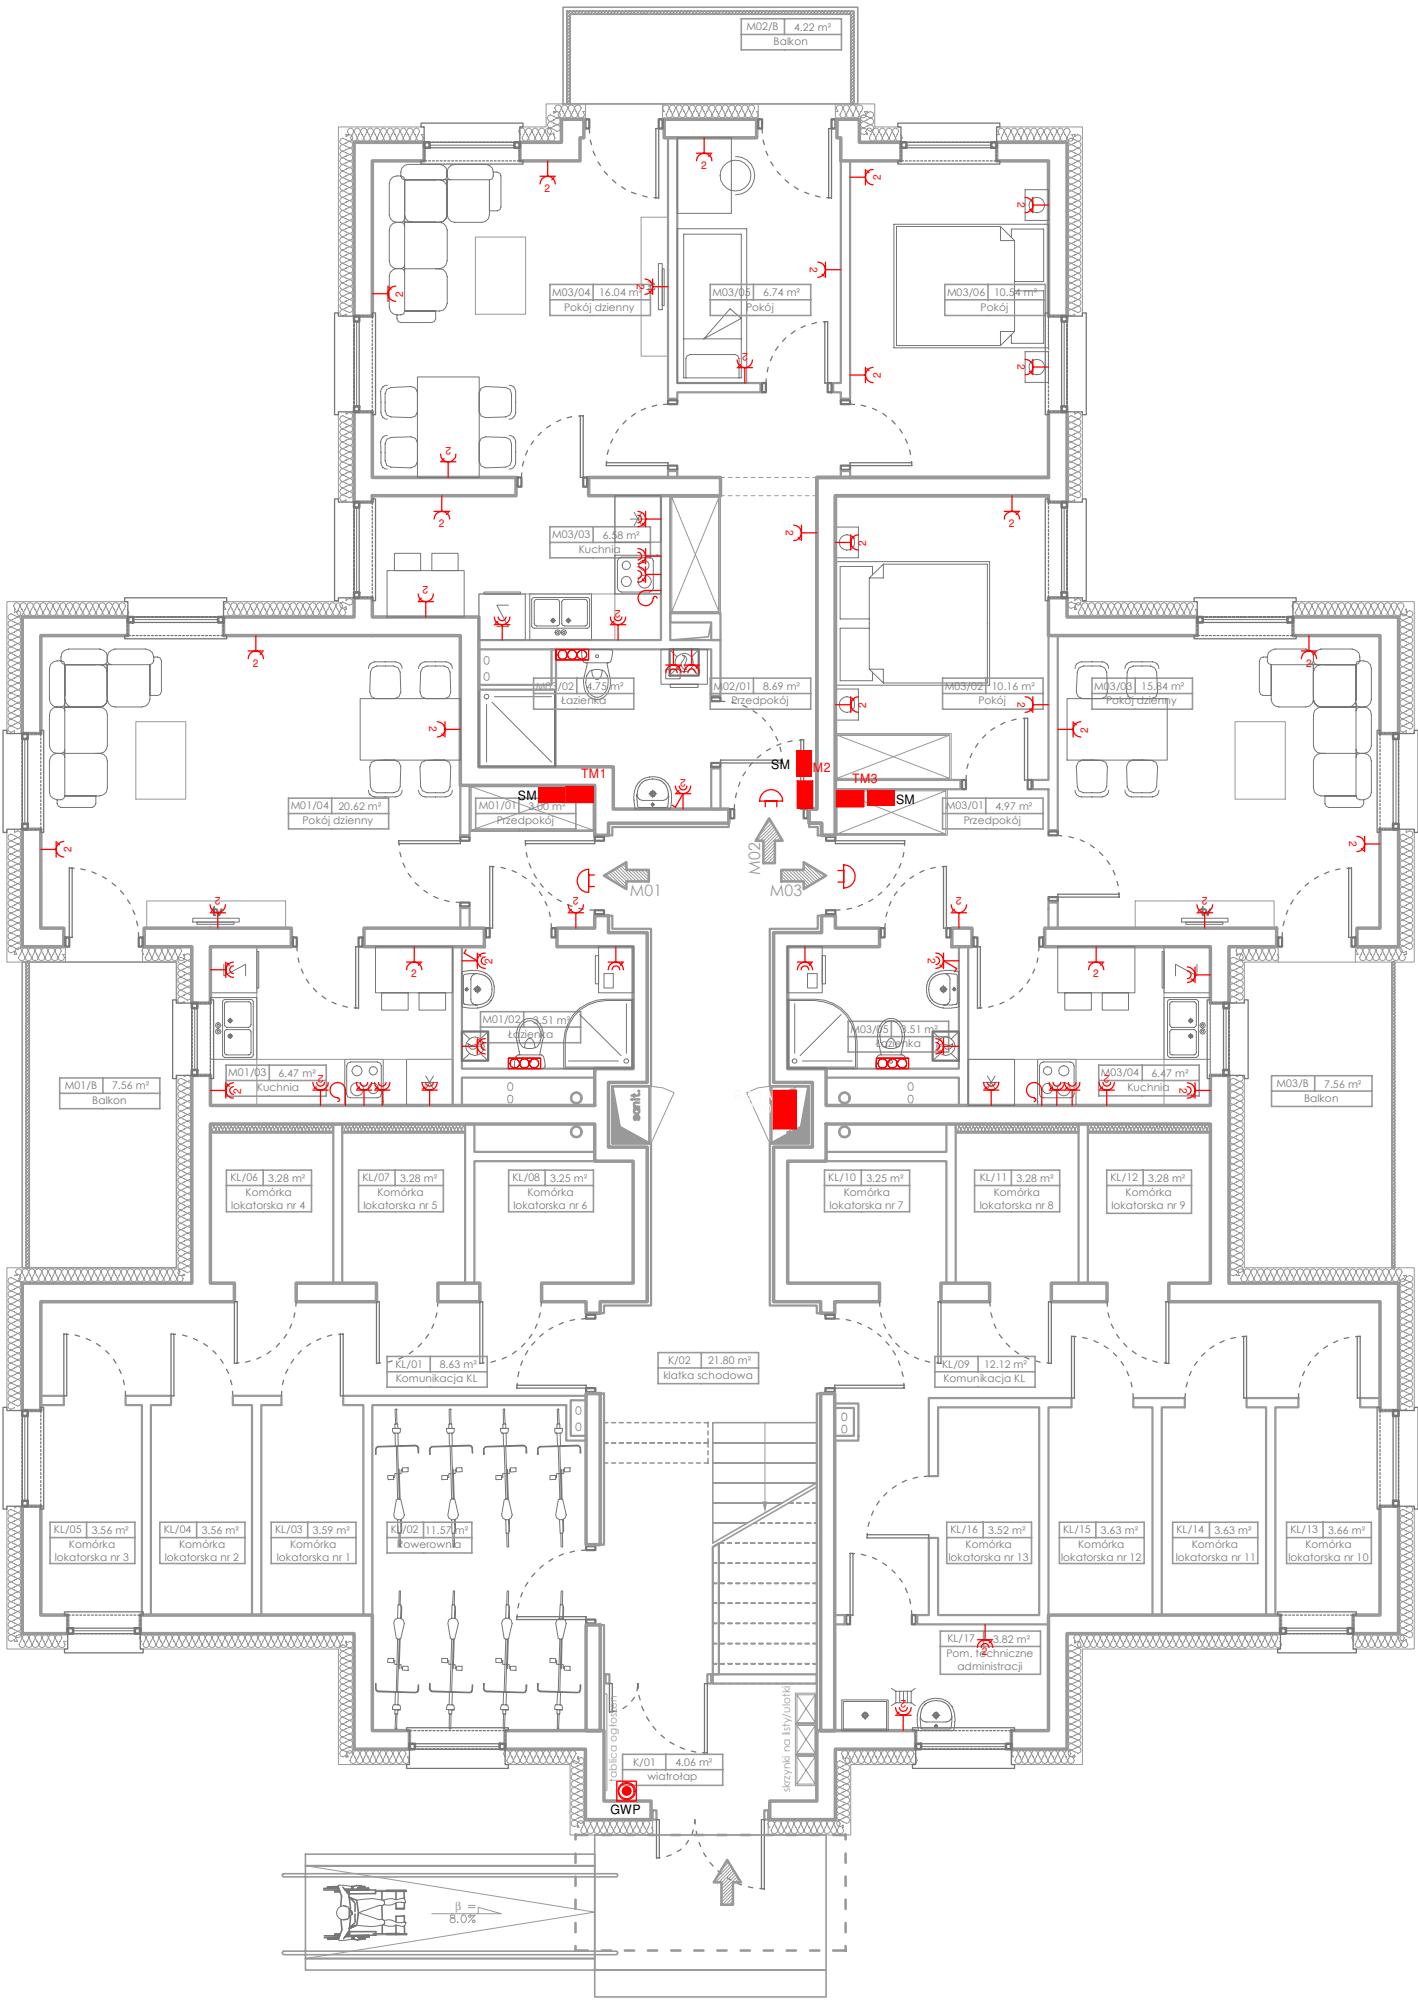 M02/B 4.22 m²
Balkon
M03/04 16.04 m²
Pokój dzienny
M03/05 6.74 m²
Pokój
M03/06 10.54 m²
Pokój
M03/03 6.58 m²
Kuchnia
4.75 m²
Łazienka
M02/01 8.69 m²
Przedpokój
M03/02 10.16 m²
Pokój
M03/03 15.84 m²
Pokój dzienny
TM1
SM
SM
M2
TM3
SM
M01/04 20.62 m²
Pokój dzienny
M01/01 3.00 m²
Przedpokój
M03/01 4.97 m²
Przedpokój
M01
M02
M03
M01/02 3.51 m²
Łazienka
M03/05 3.51 m²
Łazienka
M01/03 6.47 m²
Kuchnia
M03/04 6.47 m²
Kuchnia
M01/B 7.56 m²
Balkon
M03/B 7.56 m²
Balkon
sanit.
KL/06 3.28 m²
Komórka
lokatorska nr 4
KL/07 3.28 m²
Komórka
lokatorska nr 5
KL/08 3.25 m²
Komórka
lokatorska nr 6
KL/10 3.25 m²
Komórka
lokatorska nr 7
KL/11 3.28 m²
Komórka
lokatorska nr 8
KL/12 3.28 m²
Komórka
lokatorska nr 9
KL/01 8.63 m²
Komunikacja KL
K/02 21.80 m²
klatka schodowa
KL/09 12.12 m²
Komunikacja KL
KL/05 3.56 m²
Komórka
lokatorska nr 3
KL/04 3.56 m²
Komórka
lokatorska nr 2
KL/03 3.59 m²
Komórka
lokatorska nr 1
KL/02 11.57 m²
Rowerownia
KL/16 3.52 m²
Komórka
lokatorska nr 13
KL/15 3.63 m²
Komórka
lokatorska nr 12
KL/14 3.63 m²
Komórka
lokatorska nr 11
KL/13 3.66 m²
Komórka
lokatorska nr 10
KL/17 3.82 m²
Pom. techniczne
administracji
tablica ogłoszeń
skrzynki na listy/ulotki
K/01 4.06 m²
wiatrołap
GWP
β =
8.0%